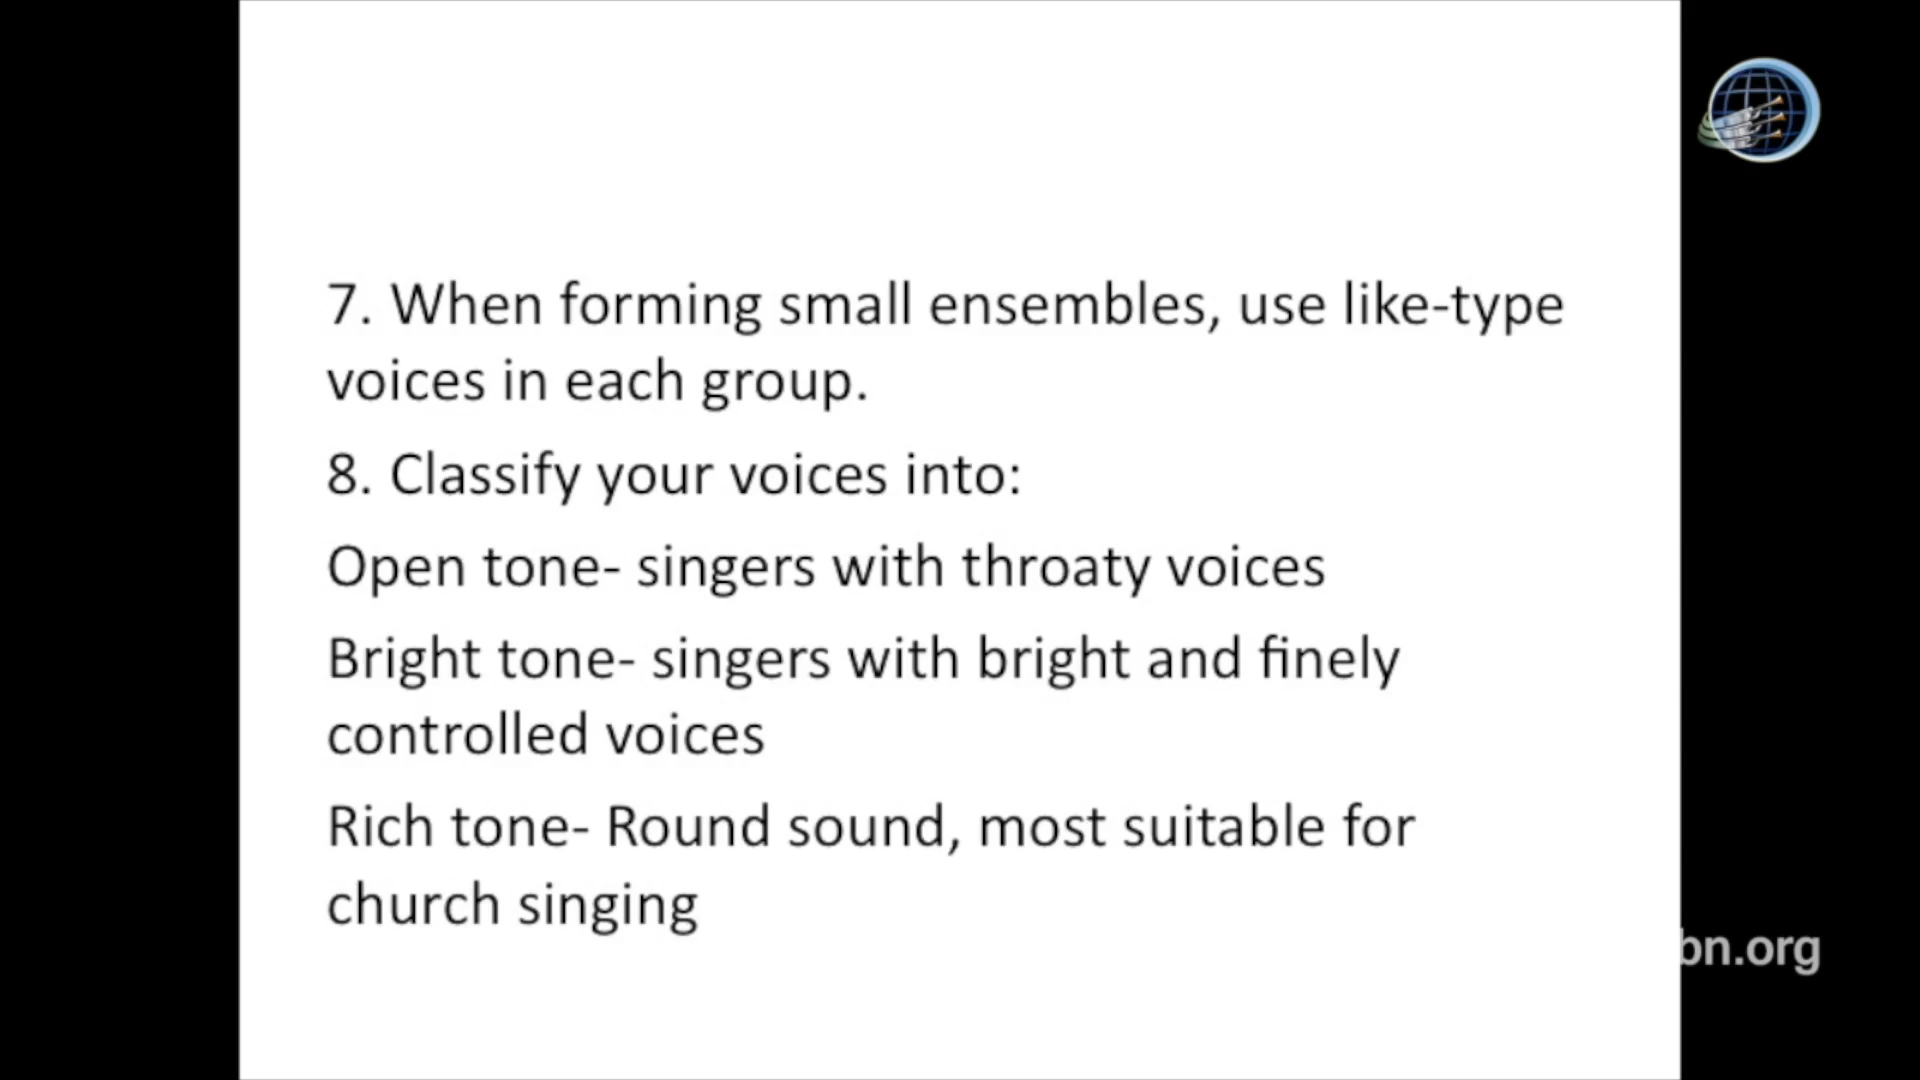 7. When forming small ensembles, use like-type
voices in each group.
8. Classify your voices into:
Open tone- singers with throaty voices
Bright tone- singers with bright and finely
controlled voices
Rich tone- Round sound, most suitable for
church singing
bn.org